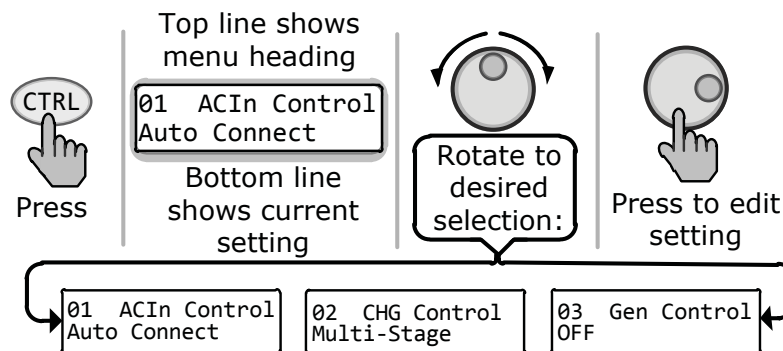 Top line shows
menu heading
CTRL
Press
01  ACIn Control
Auto Connect
Bottom line
shows current
setting
Rotate to
desired
selection:
Press to edit
setting
01  ACIn Control
Auto Connect
02  CHG Control
Multi-Stage
03  Gen Control
OFF